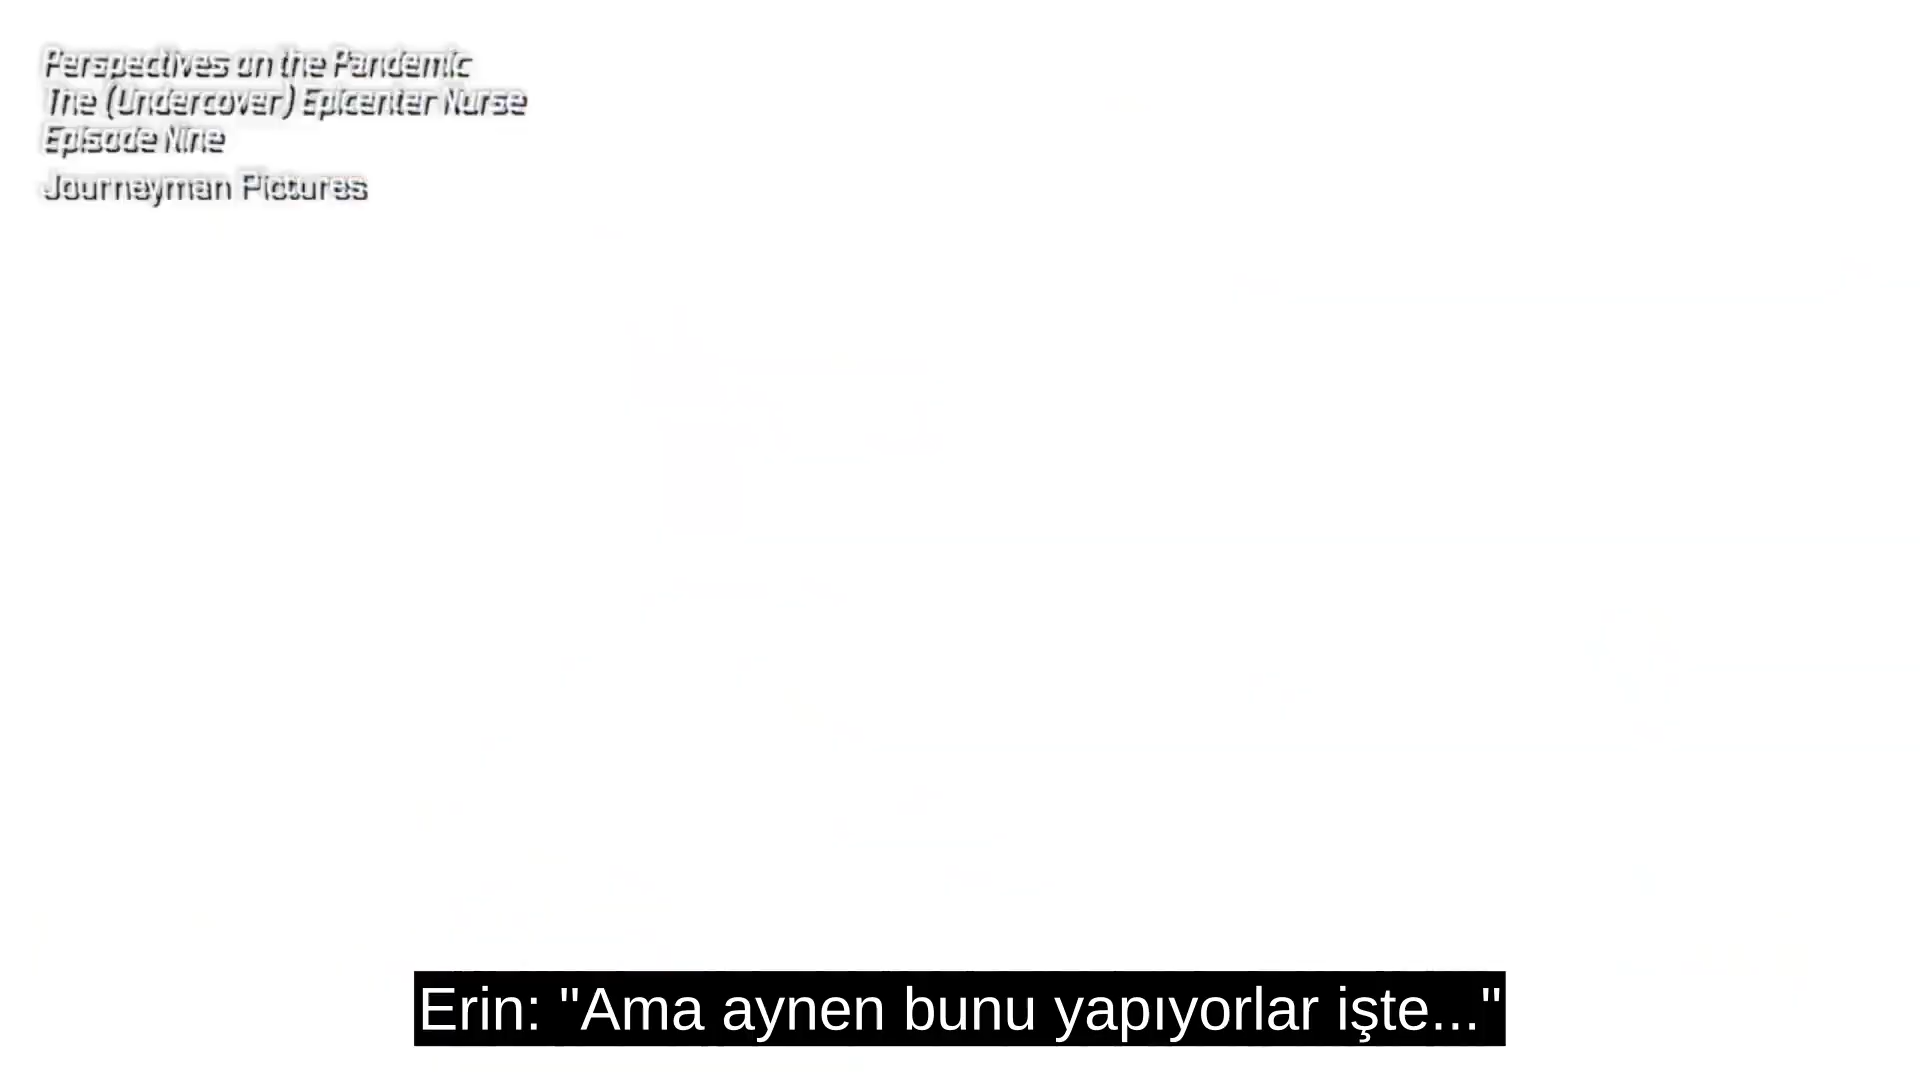 Perspectives on the Pandemic
The (Undercover) Epicenter Nurse
Episode Nine
Journeyman Pictures
Erin: "Ama aynen bunu yapıyorlar işte..."